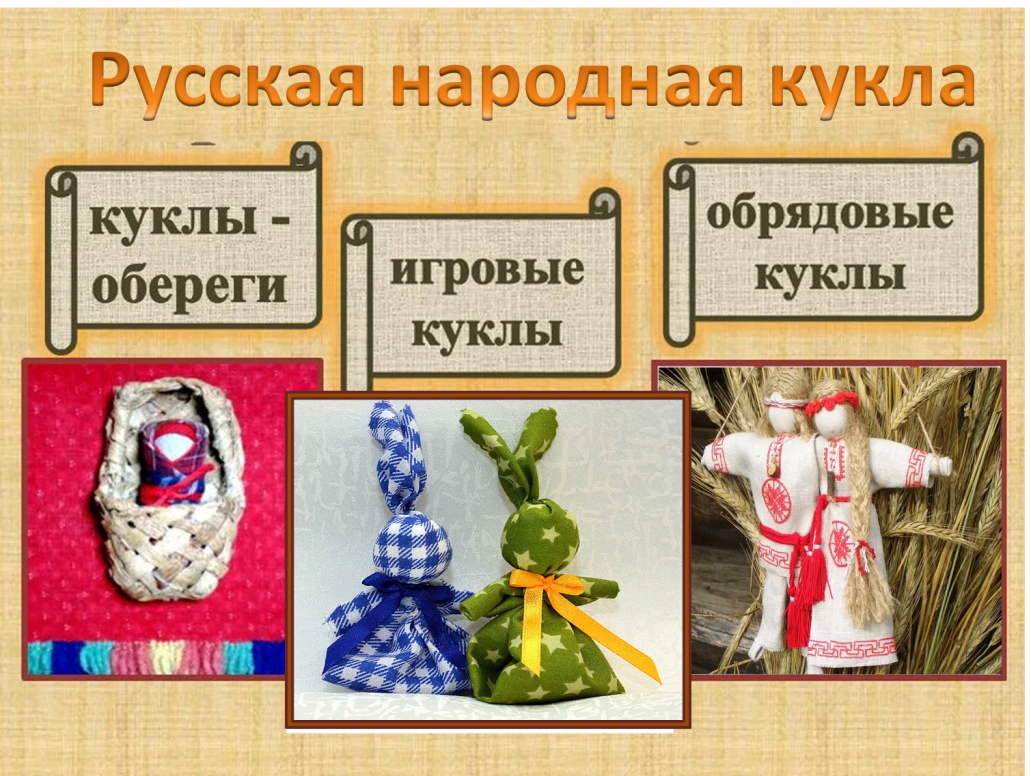 Русская народная кукла
куклы -
обереги
игровые
куклы
обрядовые
куклы